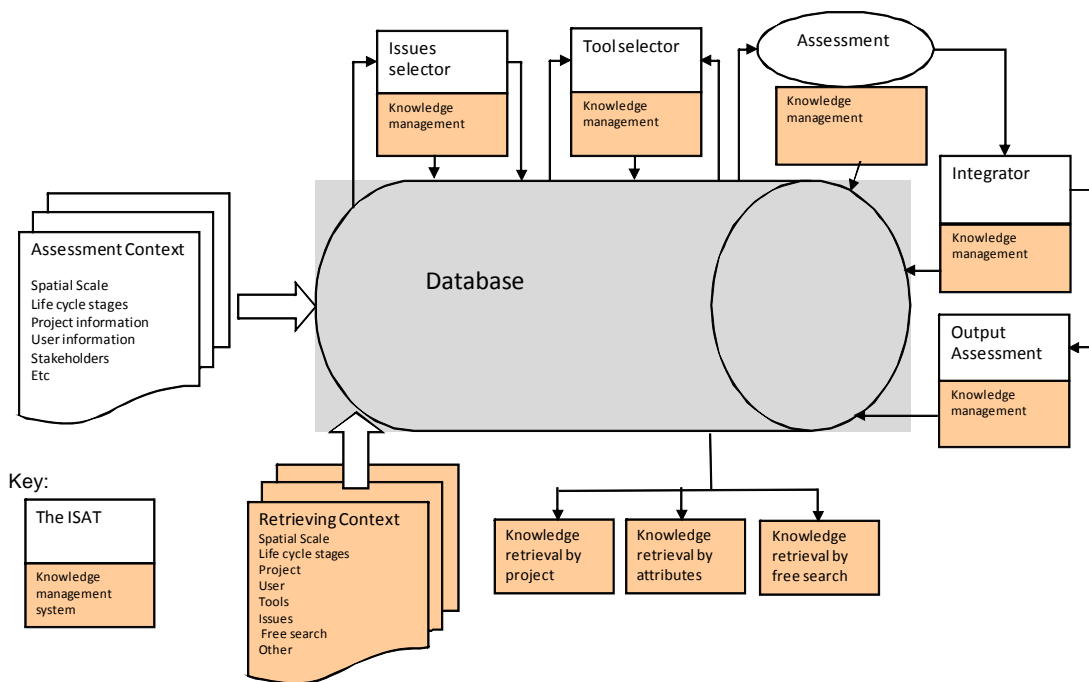 Issues
selector
Knowledge
management
Tool selector
Knowledge
management
Assessment
Knowledge
management
Integrator
Knowledge
management
Assessment Context
Spatial Scale
Life cycle stages
Project information
User information
Stakeholders
Etc
Database
Output
Assessment
Knowledge
management
Key:
The ISAT
Knowledge
management
system
Retrieving Context
Spatial Scale
Life cycle stages
Project
User
Tools
Issues
Free search
Other
Knowledge
retrieval by
project
Knowledge
retrieval by
attributes
Knowledge
retrieval by
free search